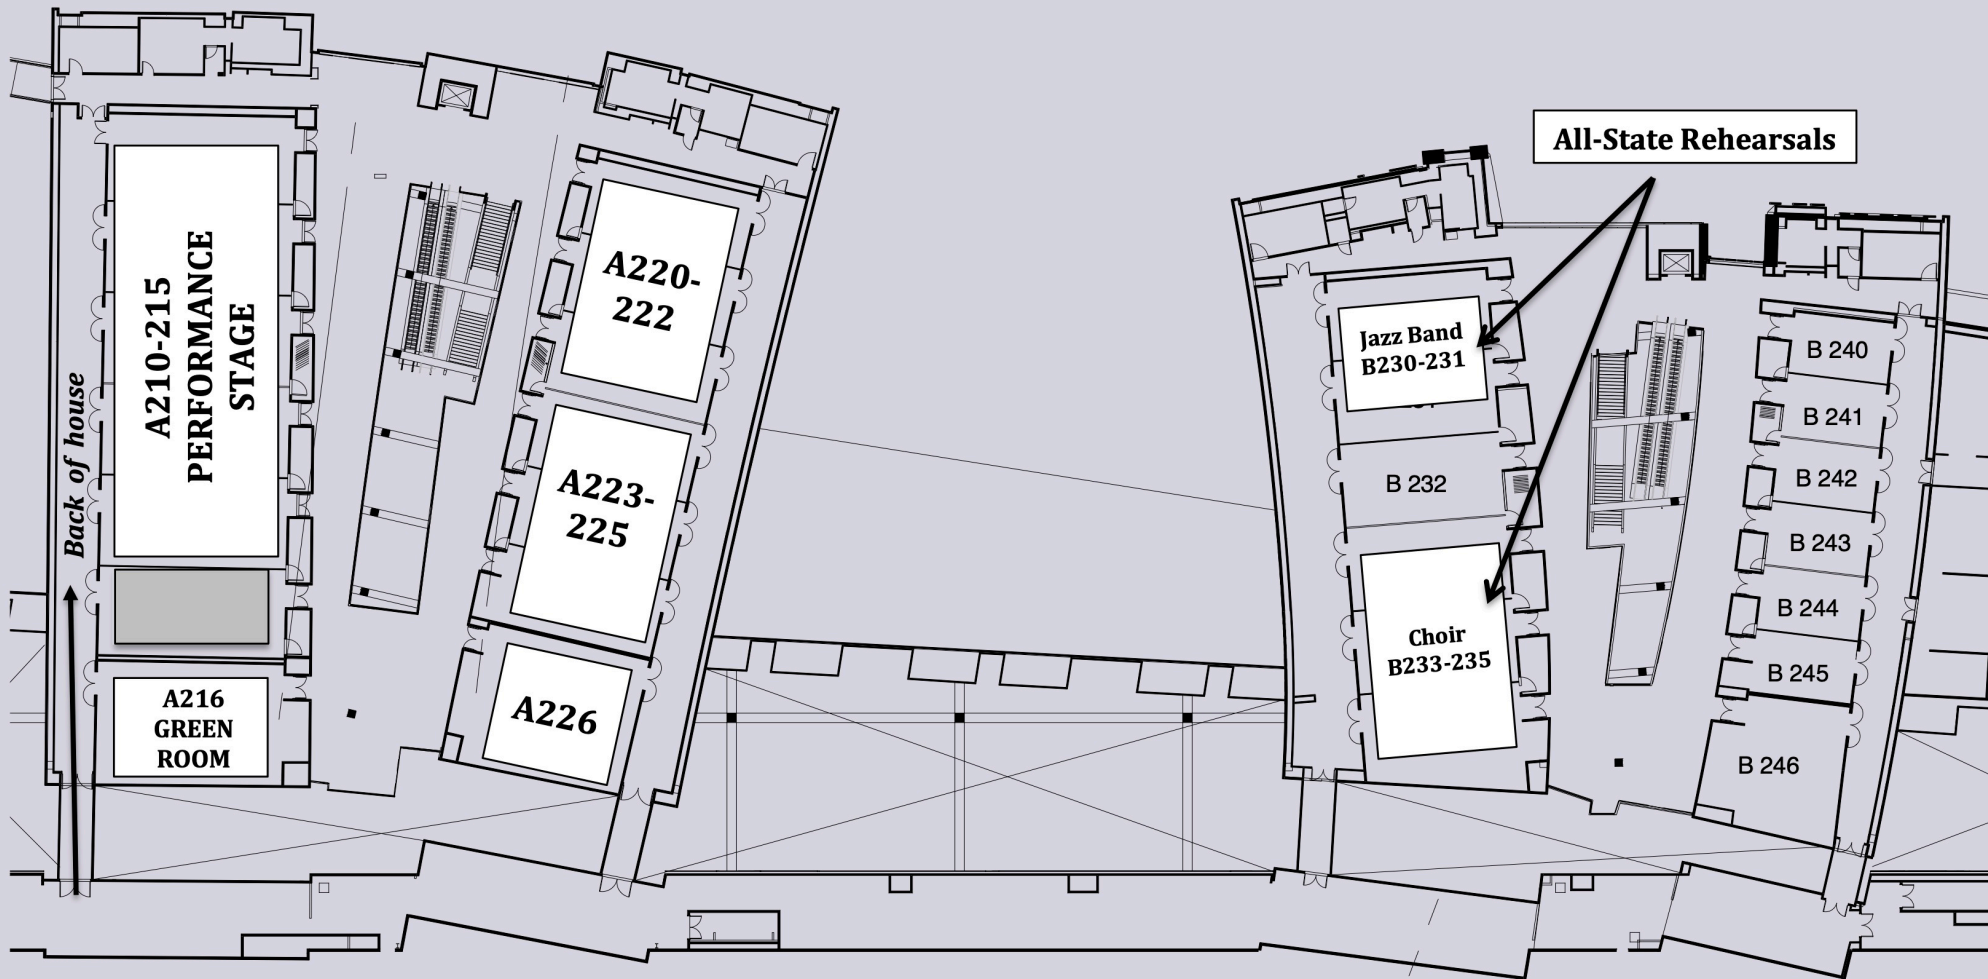 All-State Rehearsals
A210-215
PERFORMANCE
STAGE
Back of house
A216
GREEN
ROOM
A220-
222
A223-
225
A226
Jazz Band
B230-231
B 232
Choir
B233-235
B 240
B 241
B 242
B 243
B 244
B 245
B 246